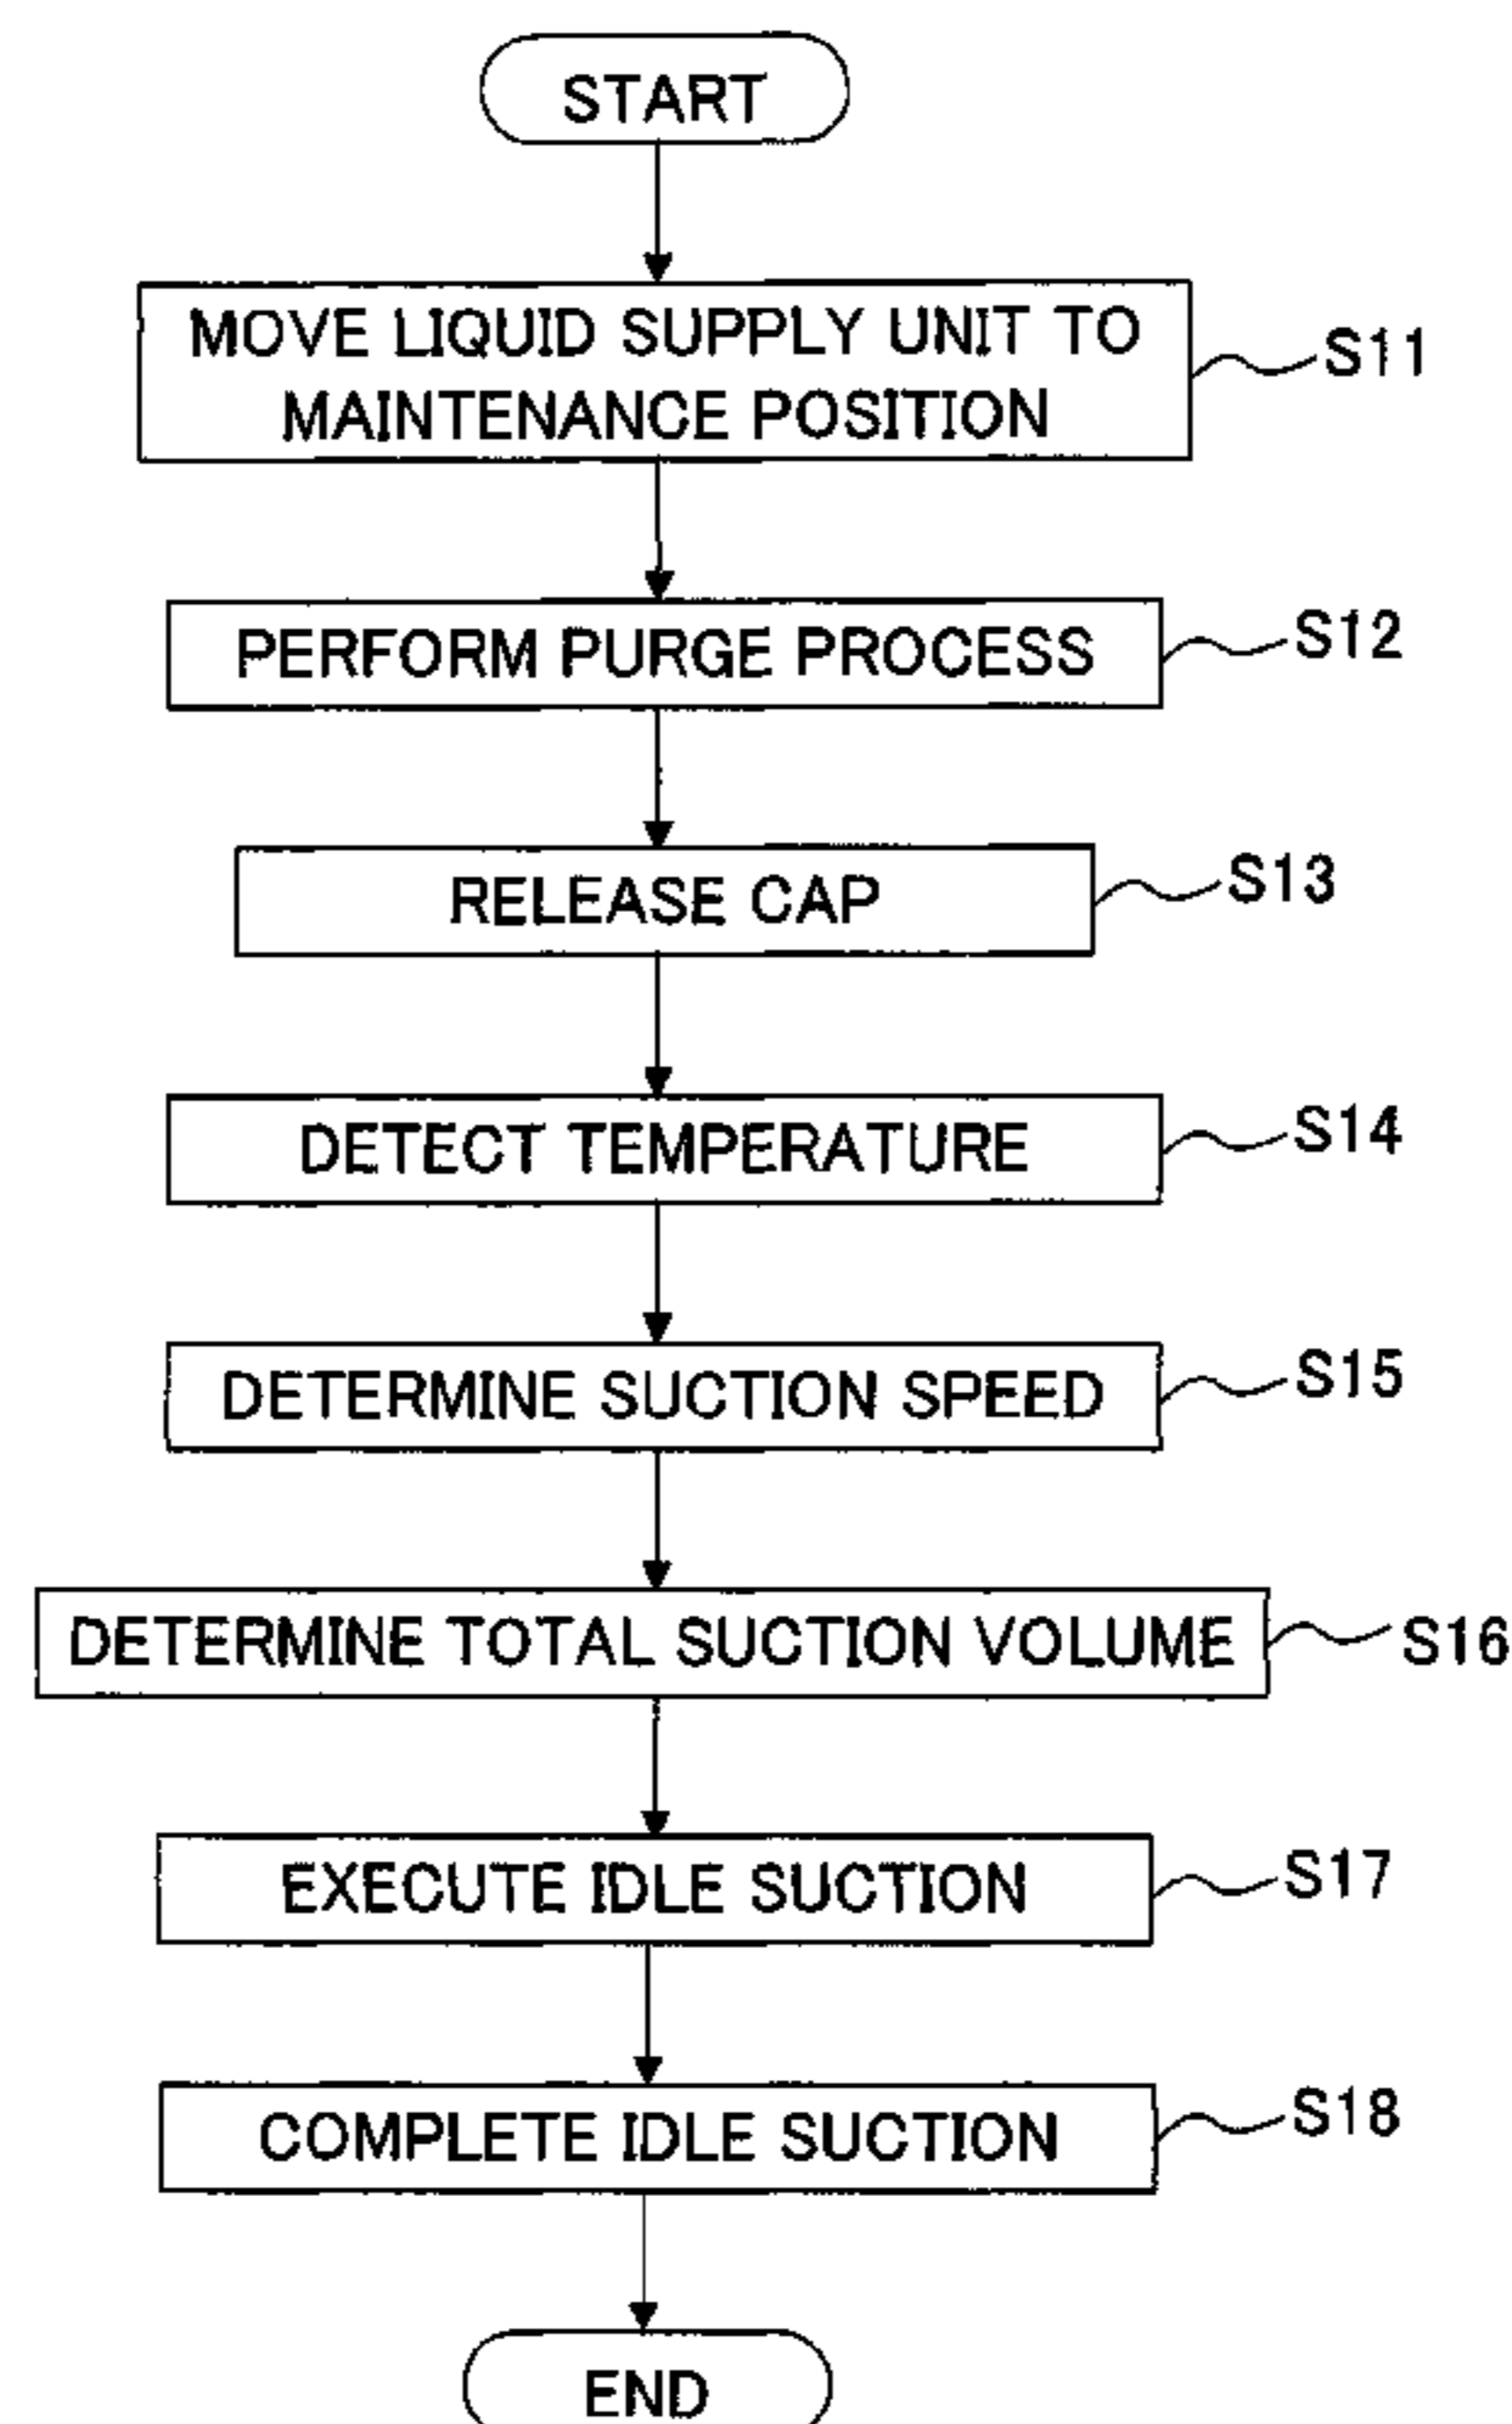 START
MOVE LIQUID SUPPLY UNIT TO
MAINTENANCE POSITION
S11
PERFORM PURGE PROCESS
S12
RELEASE CAP
S13
DETECT TEMPERATURE
S14
DETERMINE SUCTION SPEED
S15
DETERMINE TOTAL SUCTION VOLUME
S16
EXECUTE IDLE SUCTION
S17
COMPLETE IDLE SUCTION
S18
END